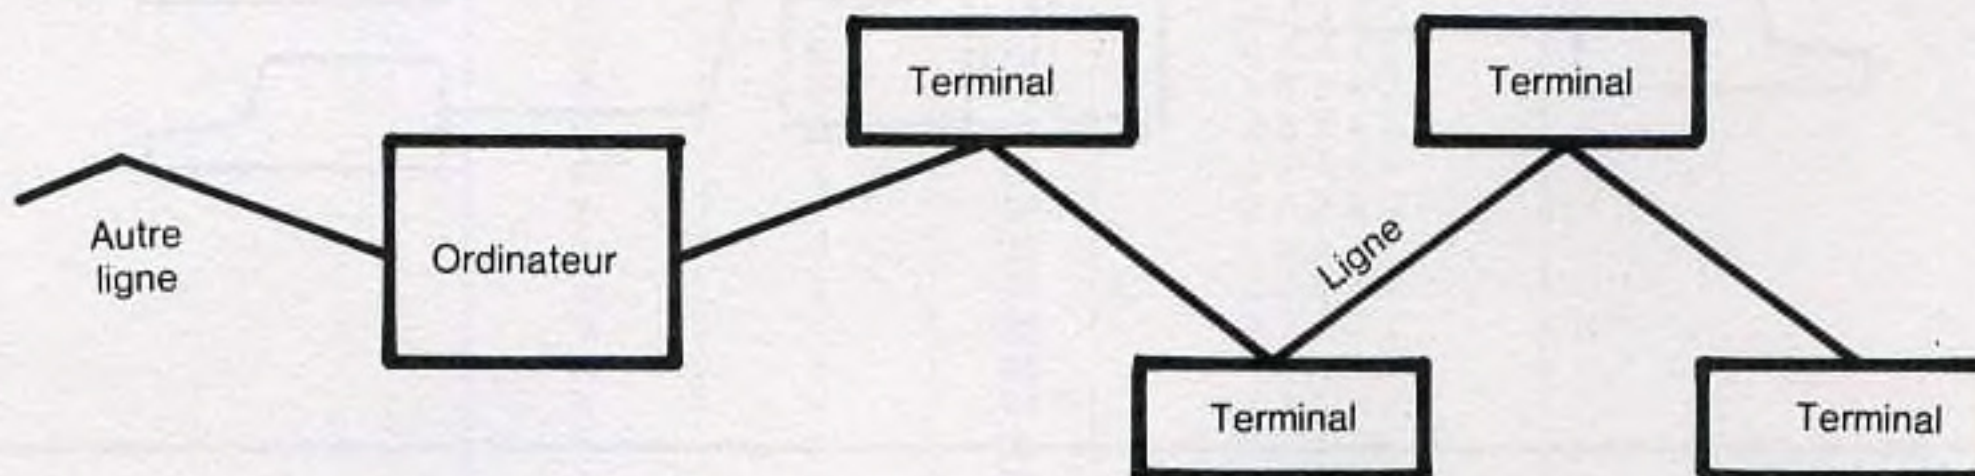 Terminal
Terminal
Autre
ligne
Ordinateur
Ligne
Terminal
Terminal